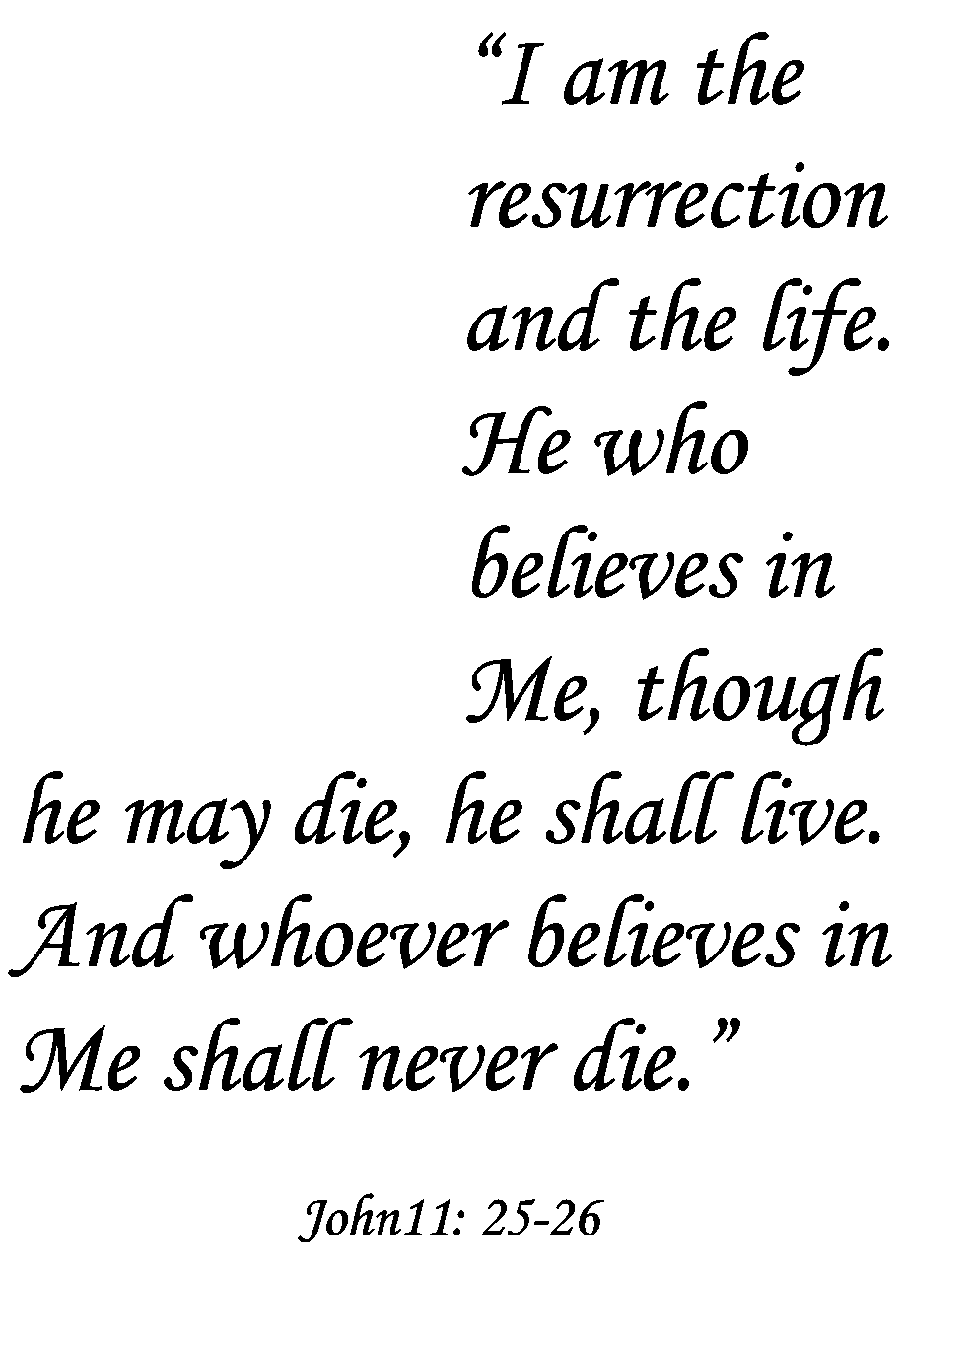 “I am the
resurrection
and the life.
He who
believes in
Me, though
he may die, he shall live.
And whoever believes in
Me shall never die.”
John11: 25-26